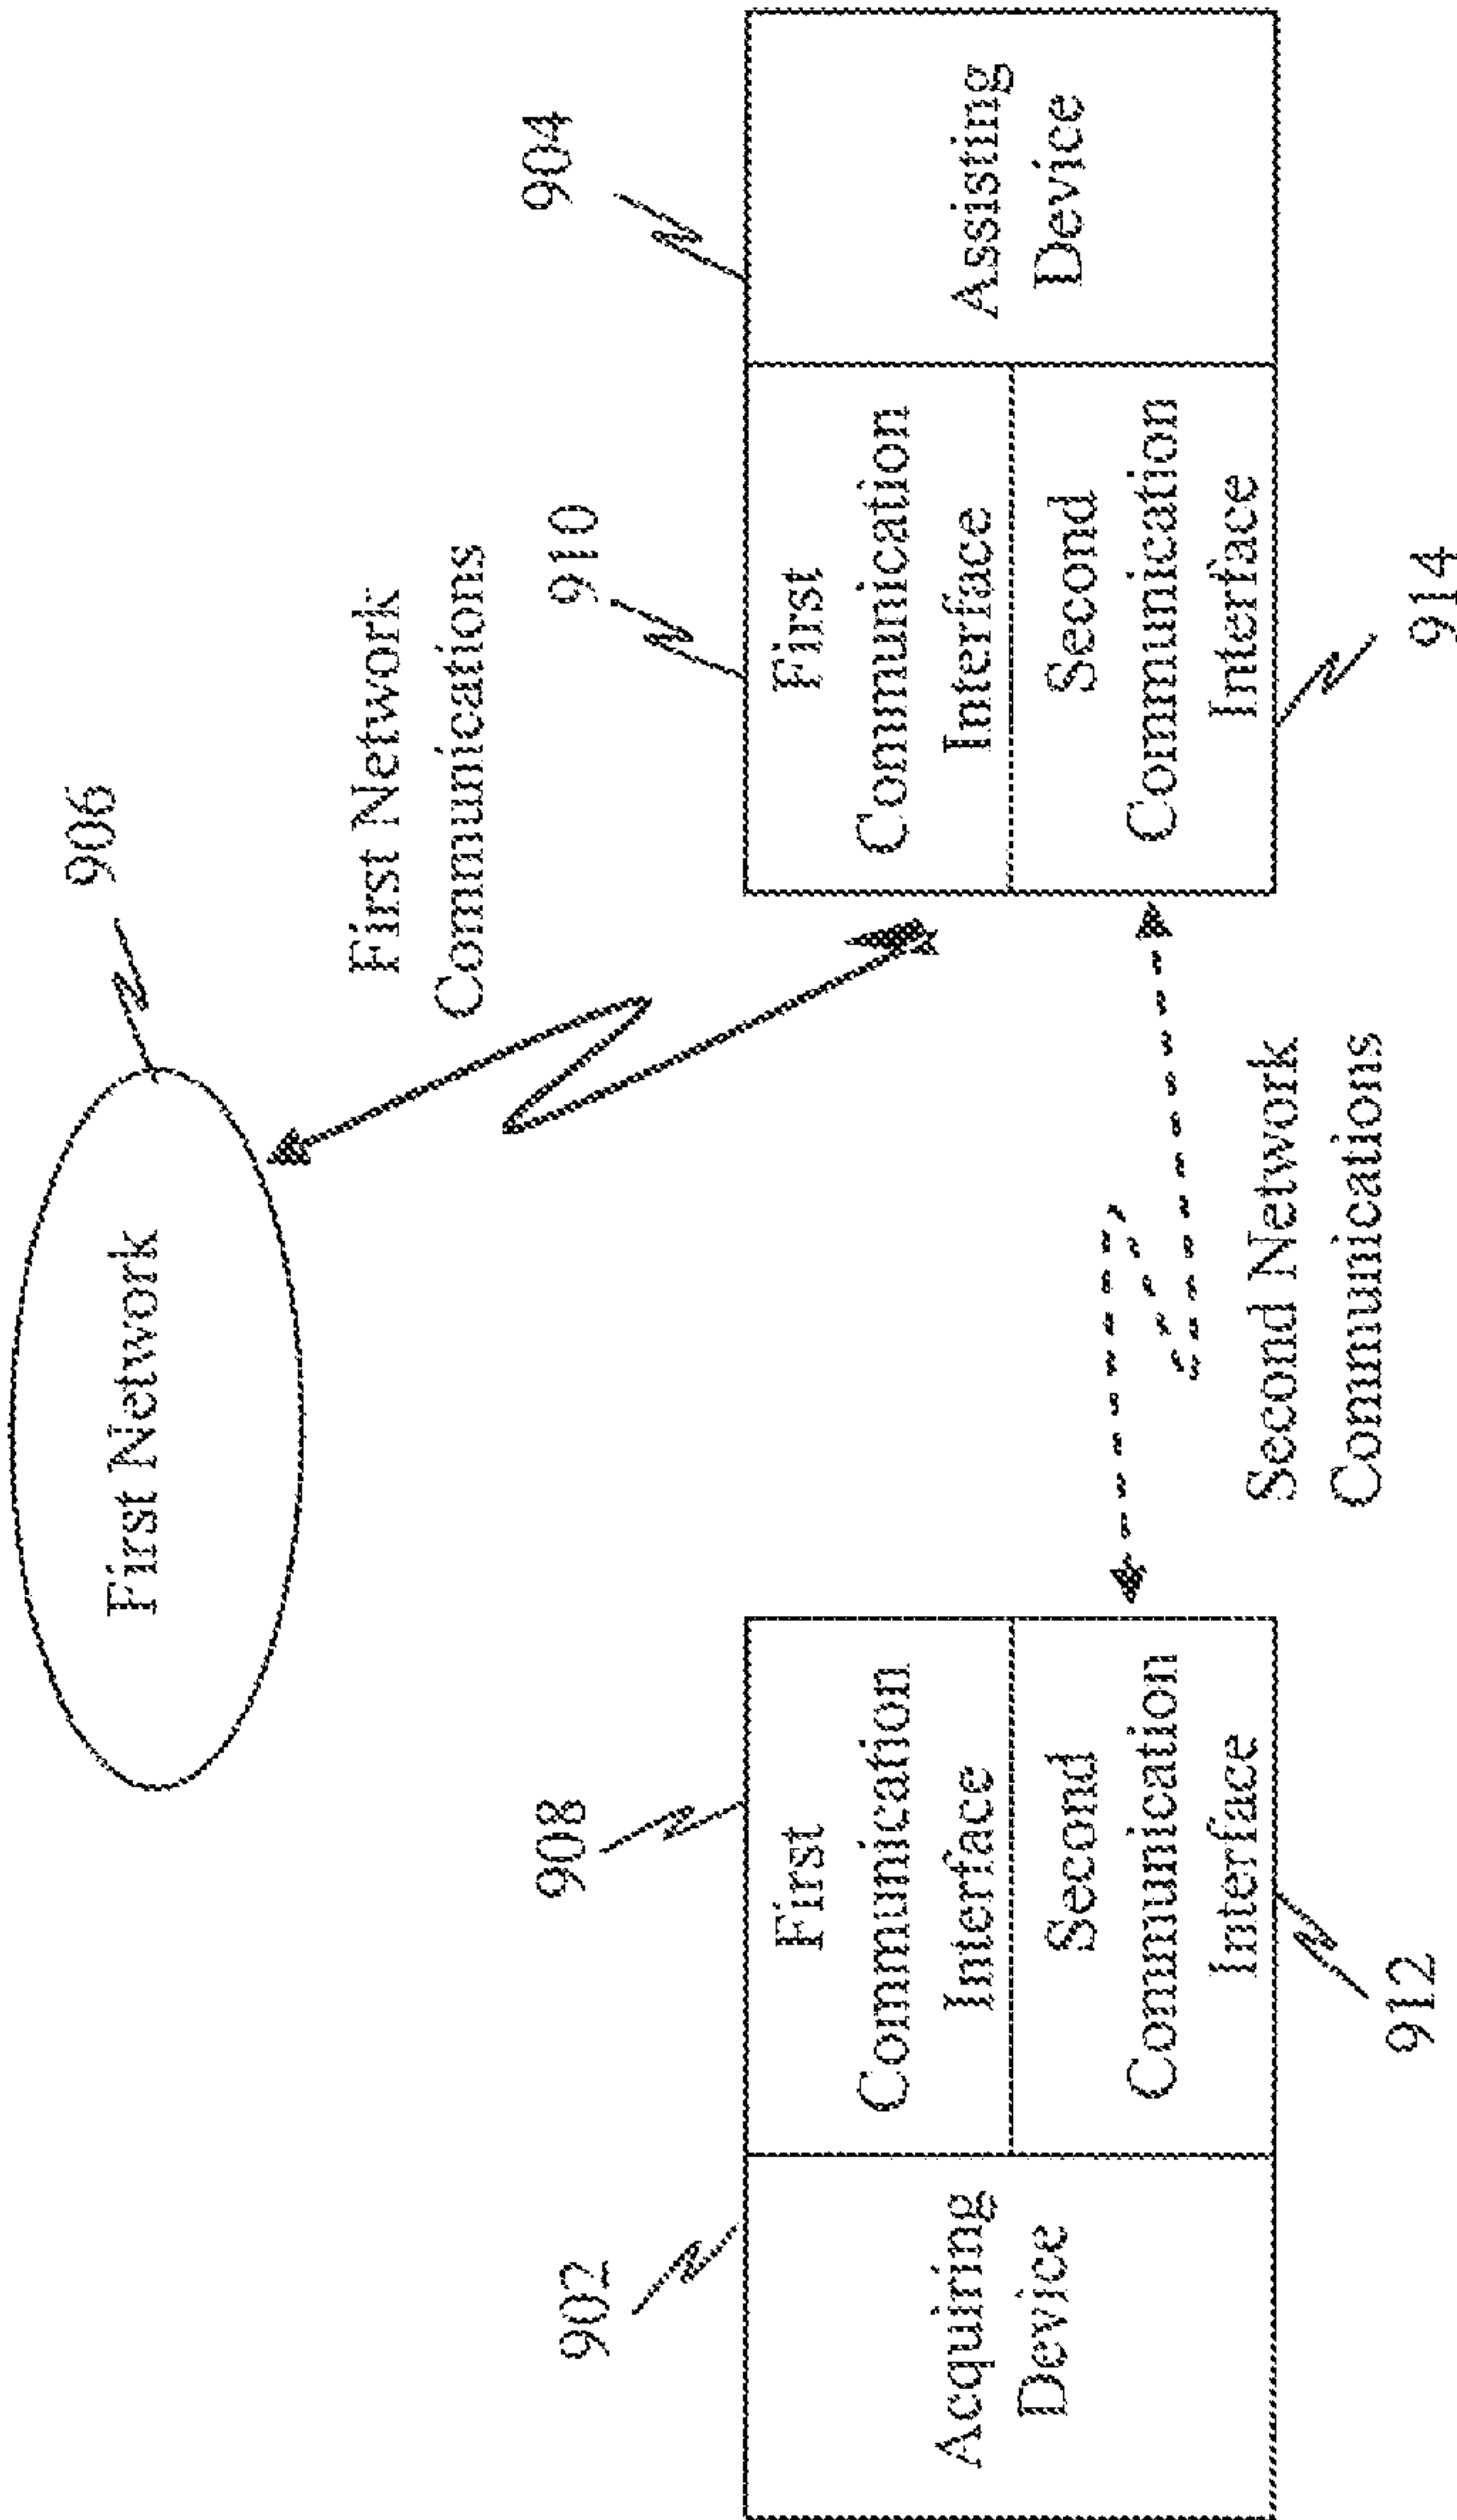 906
First Network
First Network
Communications
908
910
904
902
Acquiring
Device
First
Communication
Interface
Second
Communication
Interface
First
Communication
Interface
Second
Communication
Interface
Assisting
Device
Second Network
Communications
912
914